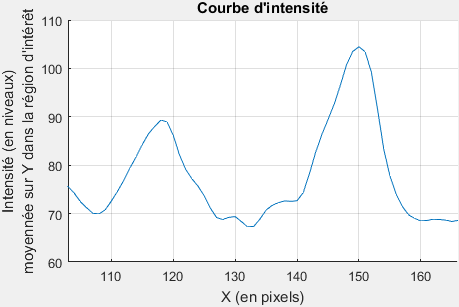 Courbe d'intensité
Intensité (en niveaux)
moyennée sur Y dans la région d'intérêt
110
100
90
80
70
60
110 120 130 140 150 160
X (en pixels)